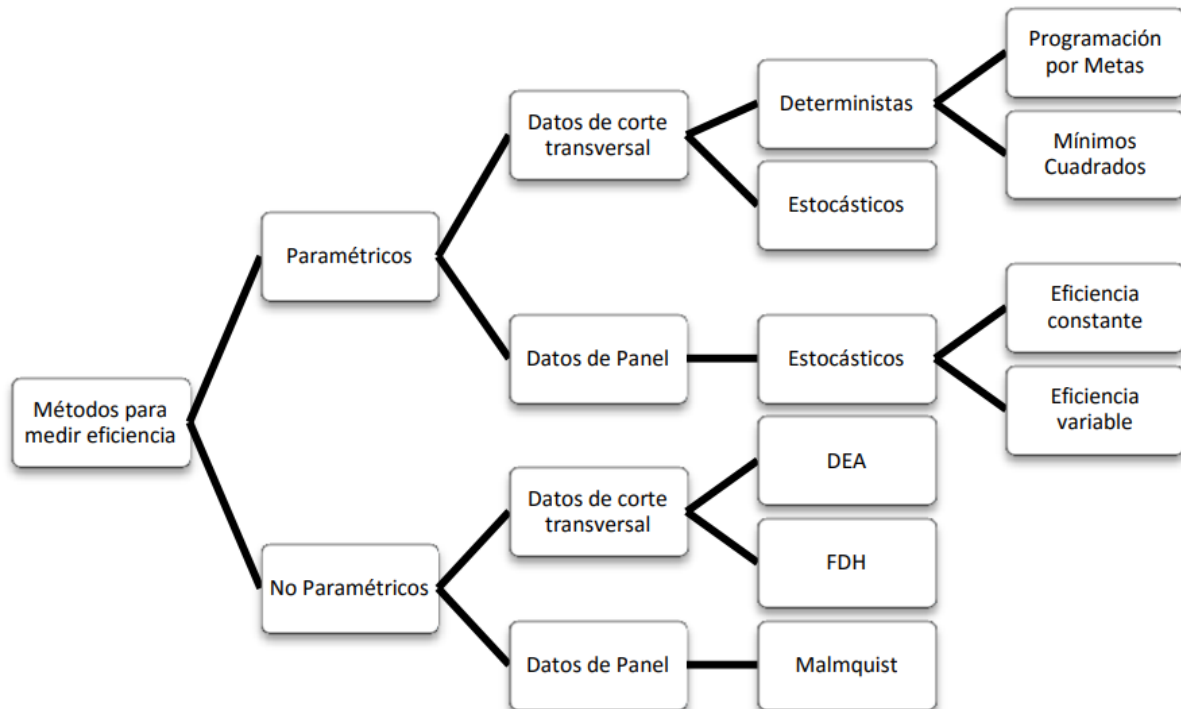 Métodos para
medir eficiencia
Paramétricos
Datos de corte
transversal
Deterministas
Programación
por Metas
Mínimos
Cuadrados
Estocásticos
Datos de Panel
Estocásticos
Eficiencia
constante
Eficiencia
variable
No Paramétricos
Datos de corte
transversal
DEA
FDH
Datos de Panel
Malmquist